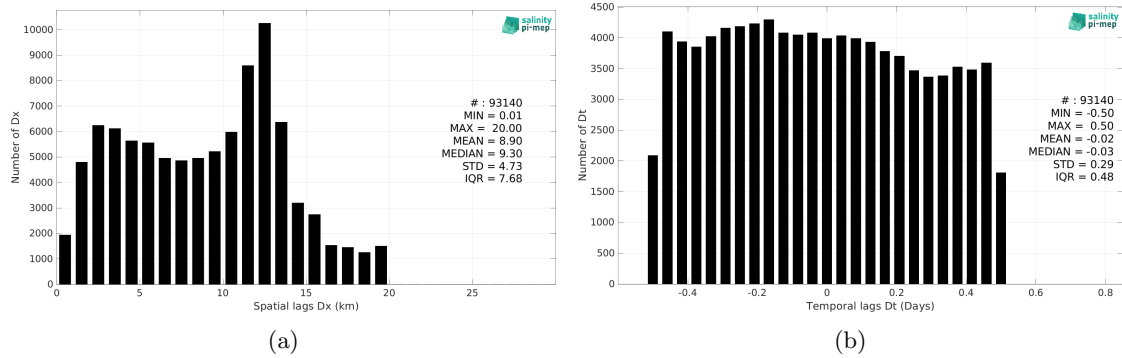 10000
9000
8000
7000
6000
5000
4000
3000
2000
1000
0
Number of Dx
0 5 10 15 20 25
Spatial lags Dx (km)
salinity
pi-mep
# : 93140
MIN = 0.01
MAX = 20.00
MEAN = 8.90
MEDIAN = 9.30
STD = 4.73
IQR = 7.68
(a)
4500
4000
3500
3000
2500
2000
1500
1000
500
0
Number of Dt
-0.4 -0.2 0 0.2 0.4 0.6 0.8
Temporal lags Dt (Days)
salinity
pi-mep
# : 93140
MIN = -0.50
MAX = 0.50
MEAN = -0.02
MEDIAN = -0.03
STD = 0.29
IQR = 0.48
(b)